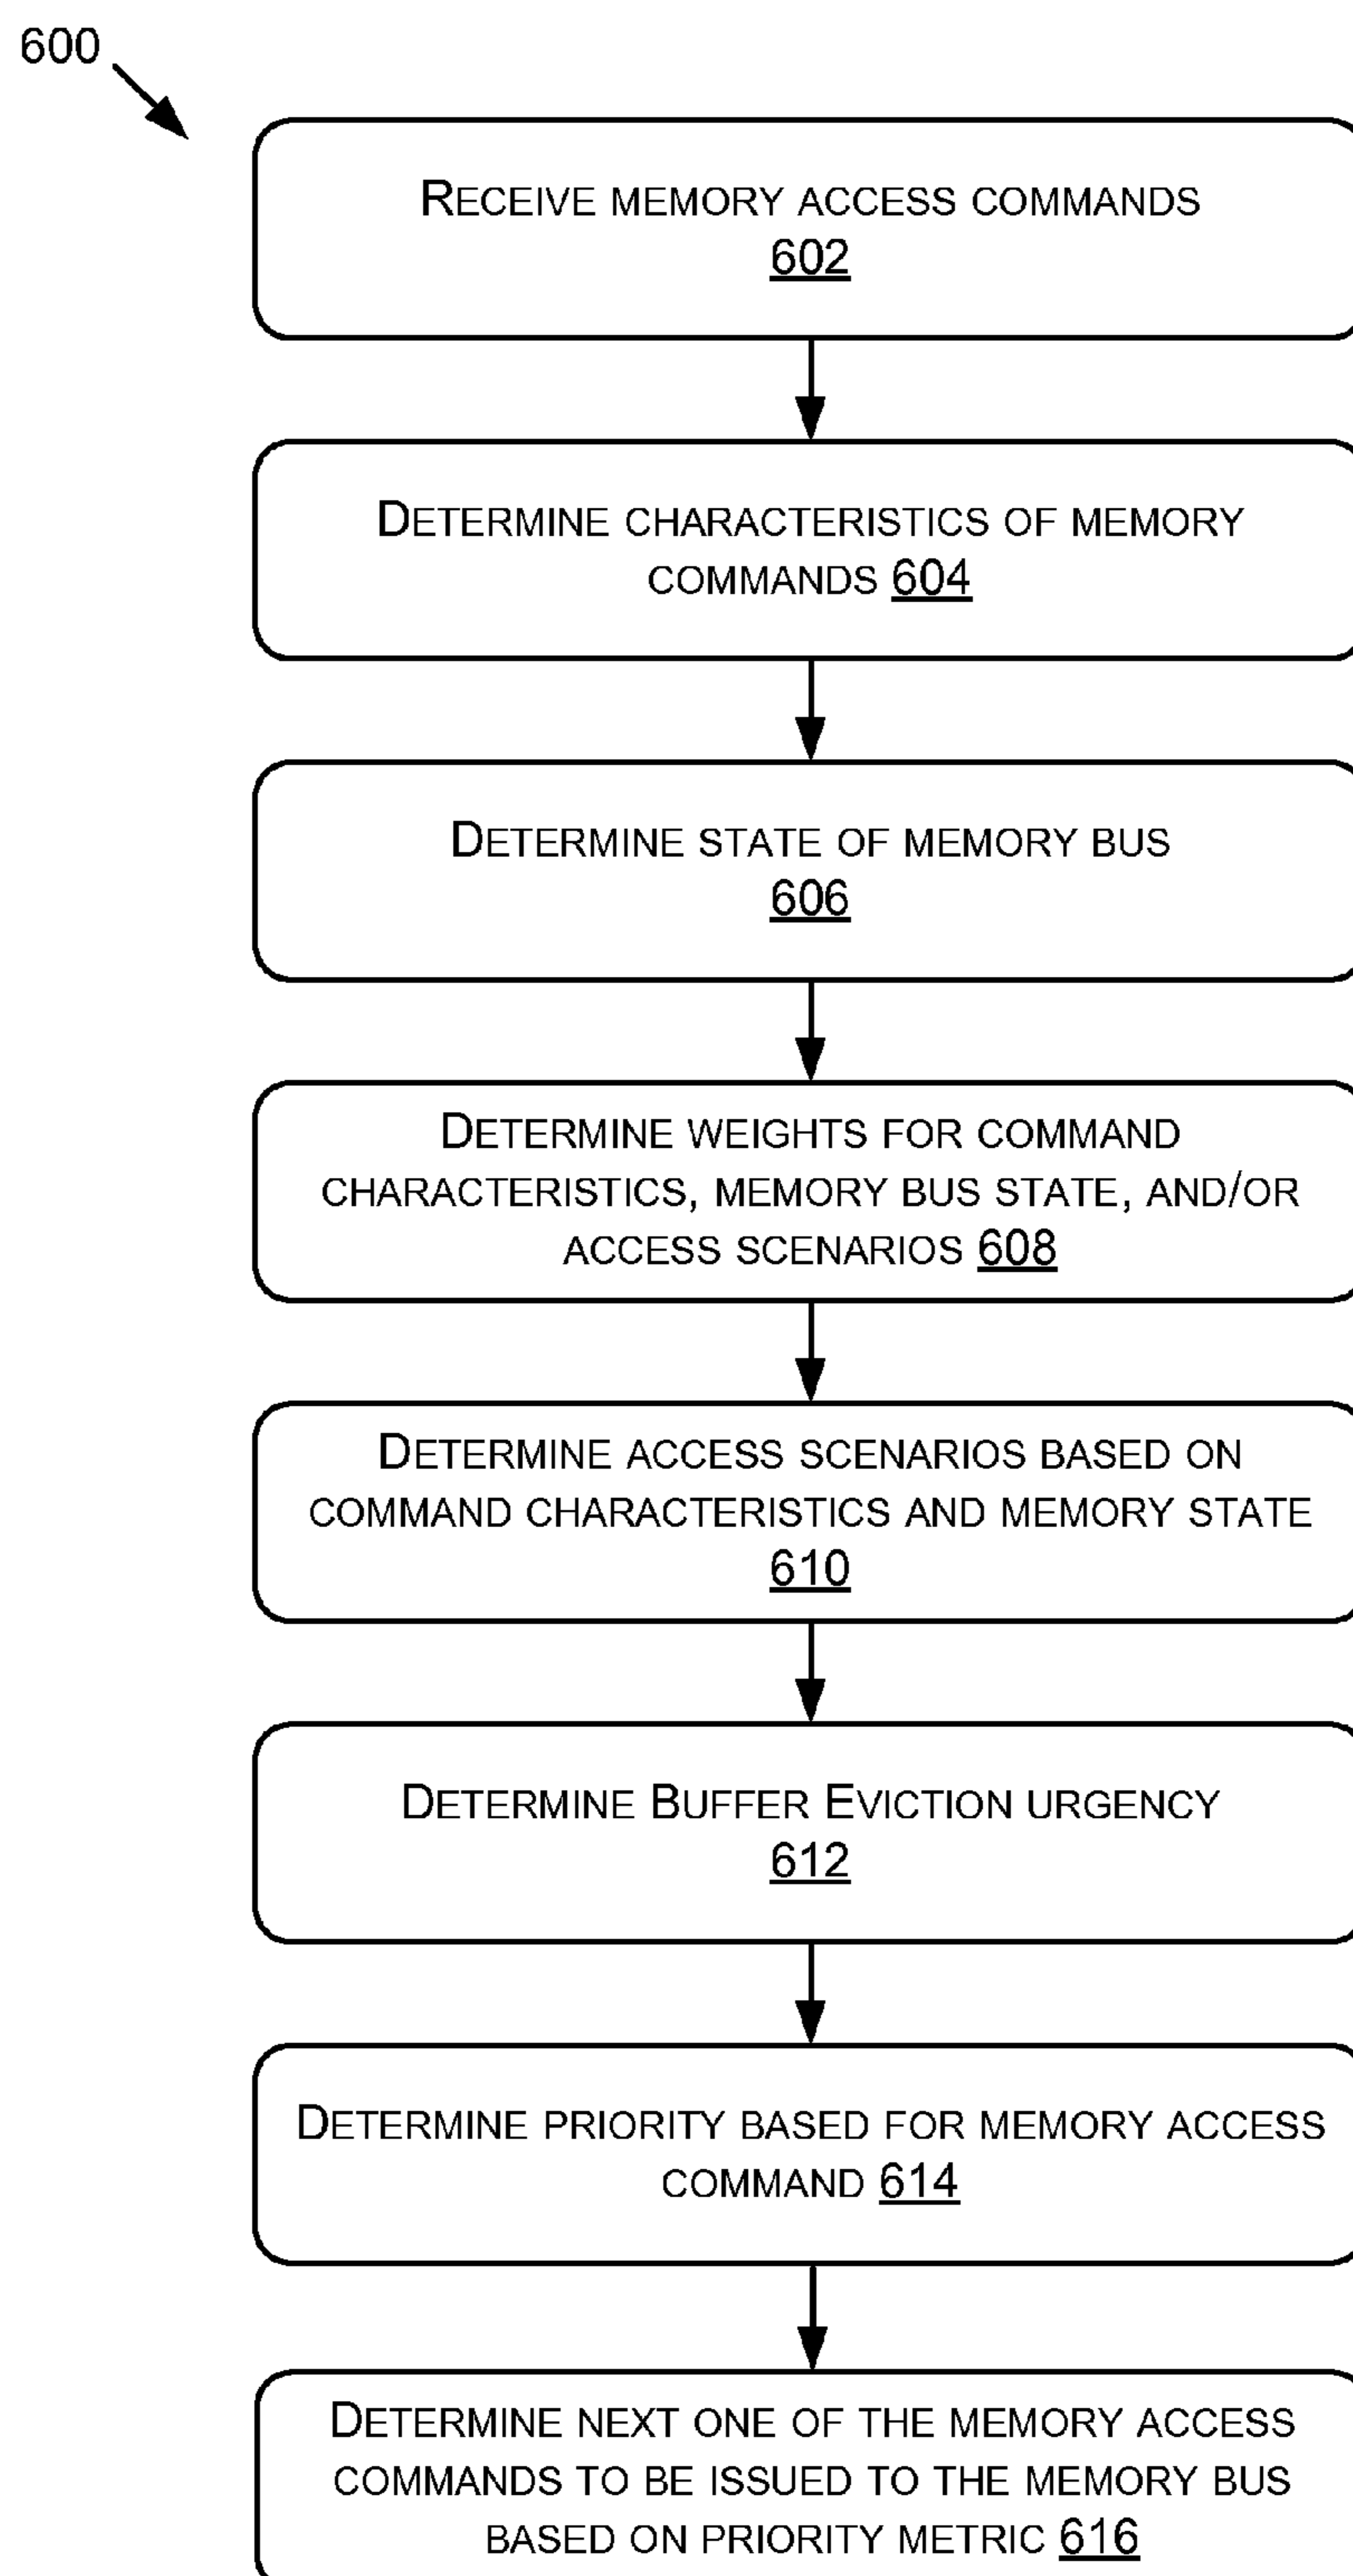 600
RECEIVE MEMORY ACCESS COMMANDS
602
DETERMINE CHARACTERISTICS OF MEMORY
COMMANDS 604
DETERMINE STATE OF MEMORY BUS
606
DETERMINE WEIGHTS FOR COMMAND
CHARACTERISTICS, MEMORY BUS STATE, AND/OR
ACCESS SCENARIOS 608
DETERMINE ACCESS SCENARIOS BASED ON
COMMAND CHARACTERISTICS AND MEMORY STATE
610
DETERMINE BUFFER EVICTION URGENCY
612
DETERMINE PRIORITY BASED FOR MEMORY ACCESS
COMMAND 614
DETERMINE NEXT ONE OF THE MEMORY ACCESS
COMMANDS TO BE ISSUED TO THE MEMORY BUS
BASED ON PRIORITY METRIC 616